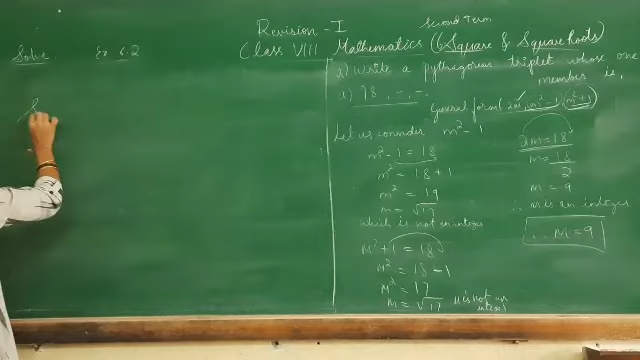 Revision - I
Second Term
Class VIII Mathematics (6 Square & Square Roots)
Solve Ex 6.2
2) Write a pythagorus triplet whose one member is,
a) 18, -, -.
General form (2m, m²-1, m²+1)
Let us consider m² - 1
m² - 1 = 18
m² = 18 + 1
m² = 19
m = √17
which is not an integer
m² + 1 = 18
m² = 18 - 1
m² = 17
m = √17 m is not an integer
2m = 18
m = 18
2
m = 9
∴ m is an integer
∴ m = 9